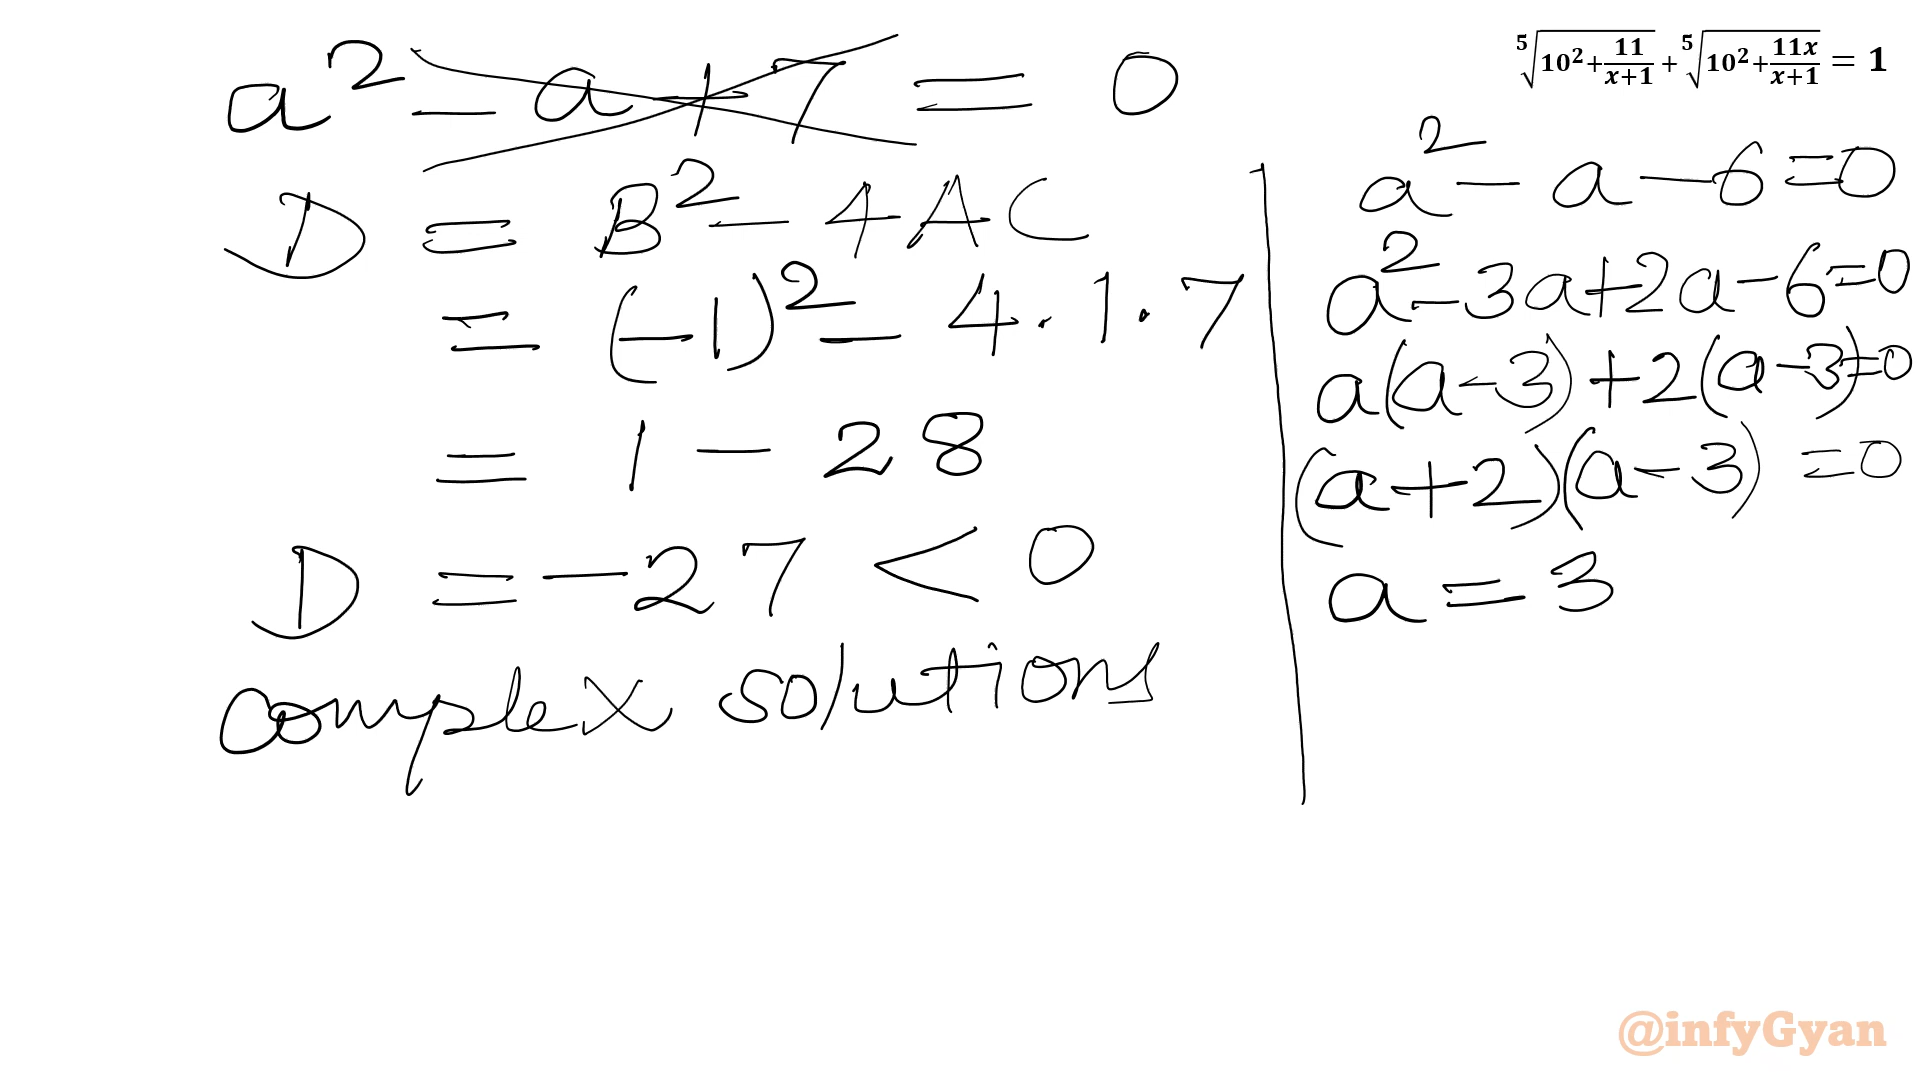 ⁵√(10²+11/(x+1)) + ⁵√(10²+11x/(x+1)) = 1
a² - a + 7 = 0
D = B² - 4AC
= (-1)² - 4 . 1 . 7
= 1 - 28
D = -27 < 0
complex solutions
a² - a - 6 = 0
a² - 3a + 2a - 6 = 0
a(a-3) + 2(a-3) = 0
(a+2)(a-3) = 0
a = 3
@infyGyan